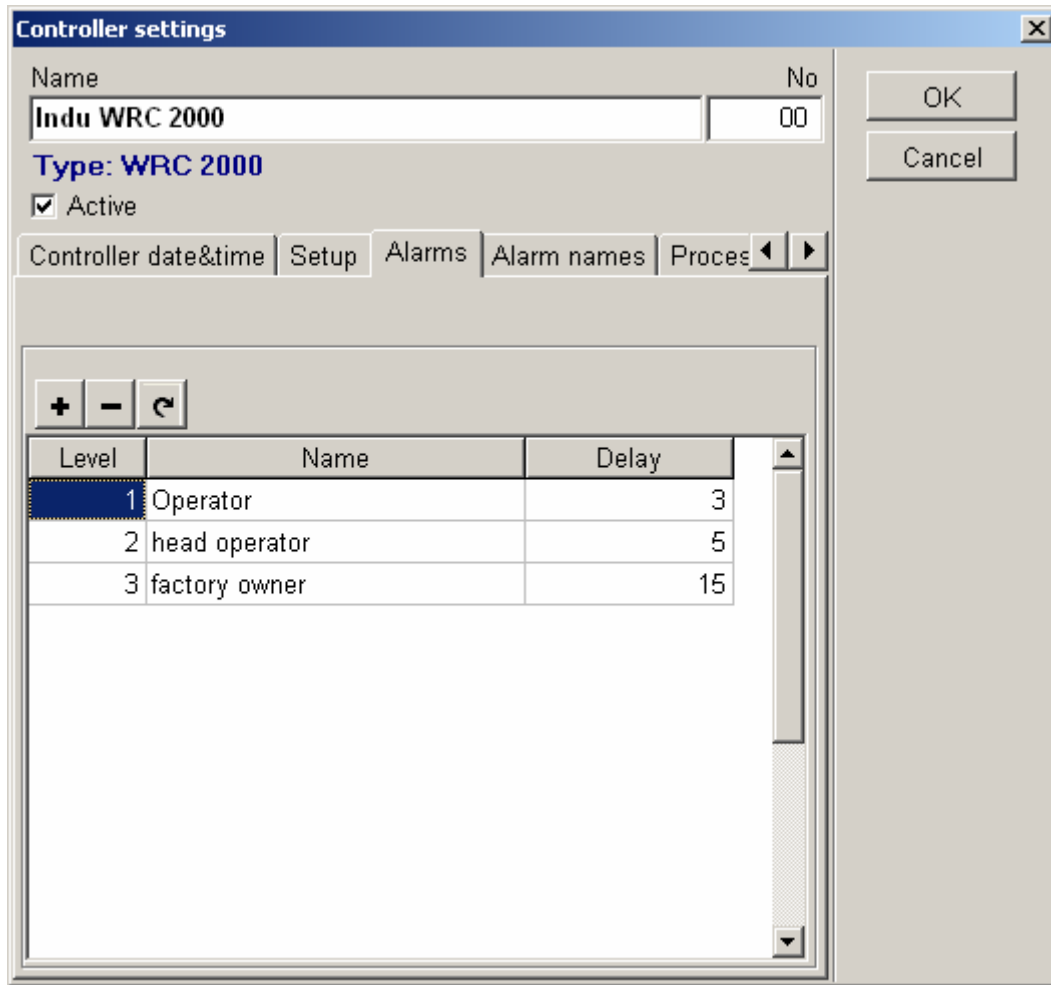 Controller settings
Name No
Indu WRC 2000 00
OK
Type: WRC 2000
Cancel
Active
Controller date&time Setup Alarms Alarm names Proces
Level Name Delay
1 Operator 3
2 head operator 5
3 factory owner 15